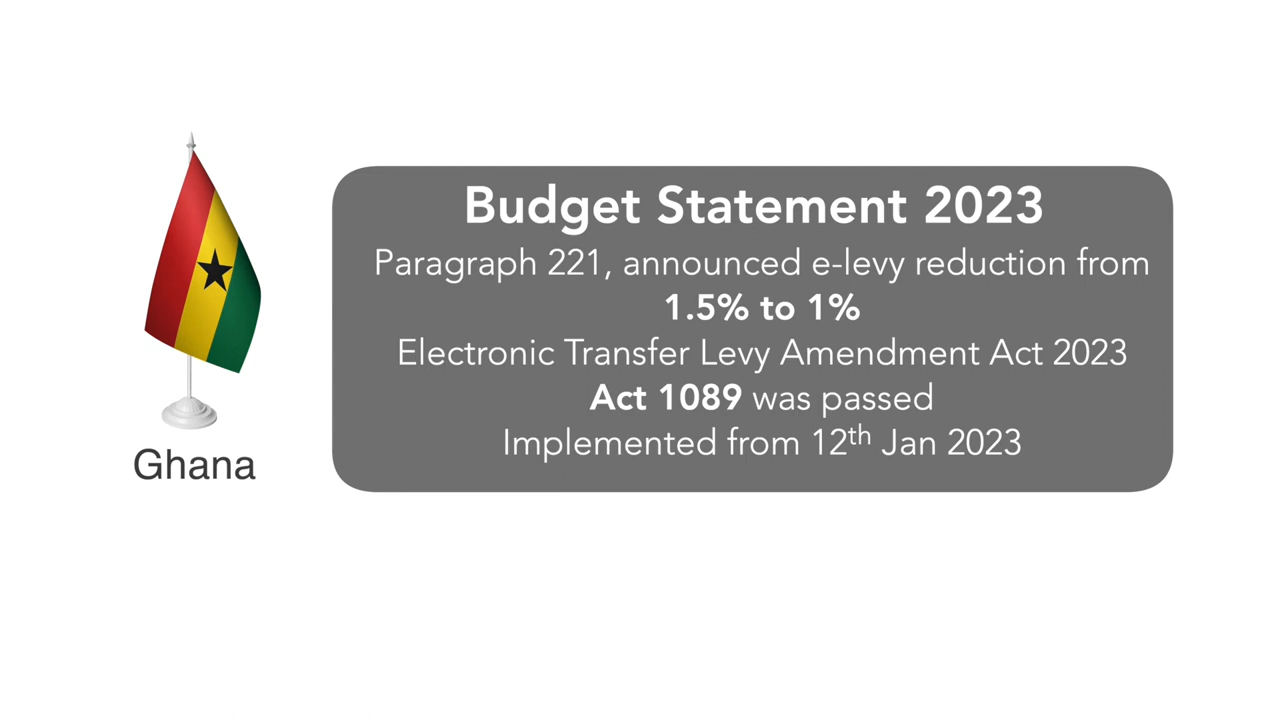 Budget Statement 2023
Paragraph 221, announced e-levy reduction from
1.5% to 1%
Electronic Transfer Levy Amendment Act 2023
Act 1089 was passed
Implemented from 12th Jan 2023
Ghana